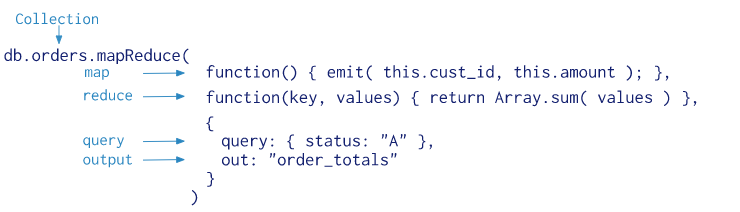 Collection
db.orders.mapReduce(
map function() { emit( this.cust_id, this.amount ); },
reduce function(key, values) { return Array.sum( values ) },
{
query query: { status: "A" },
output out: "order_totals"
}
)